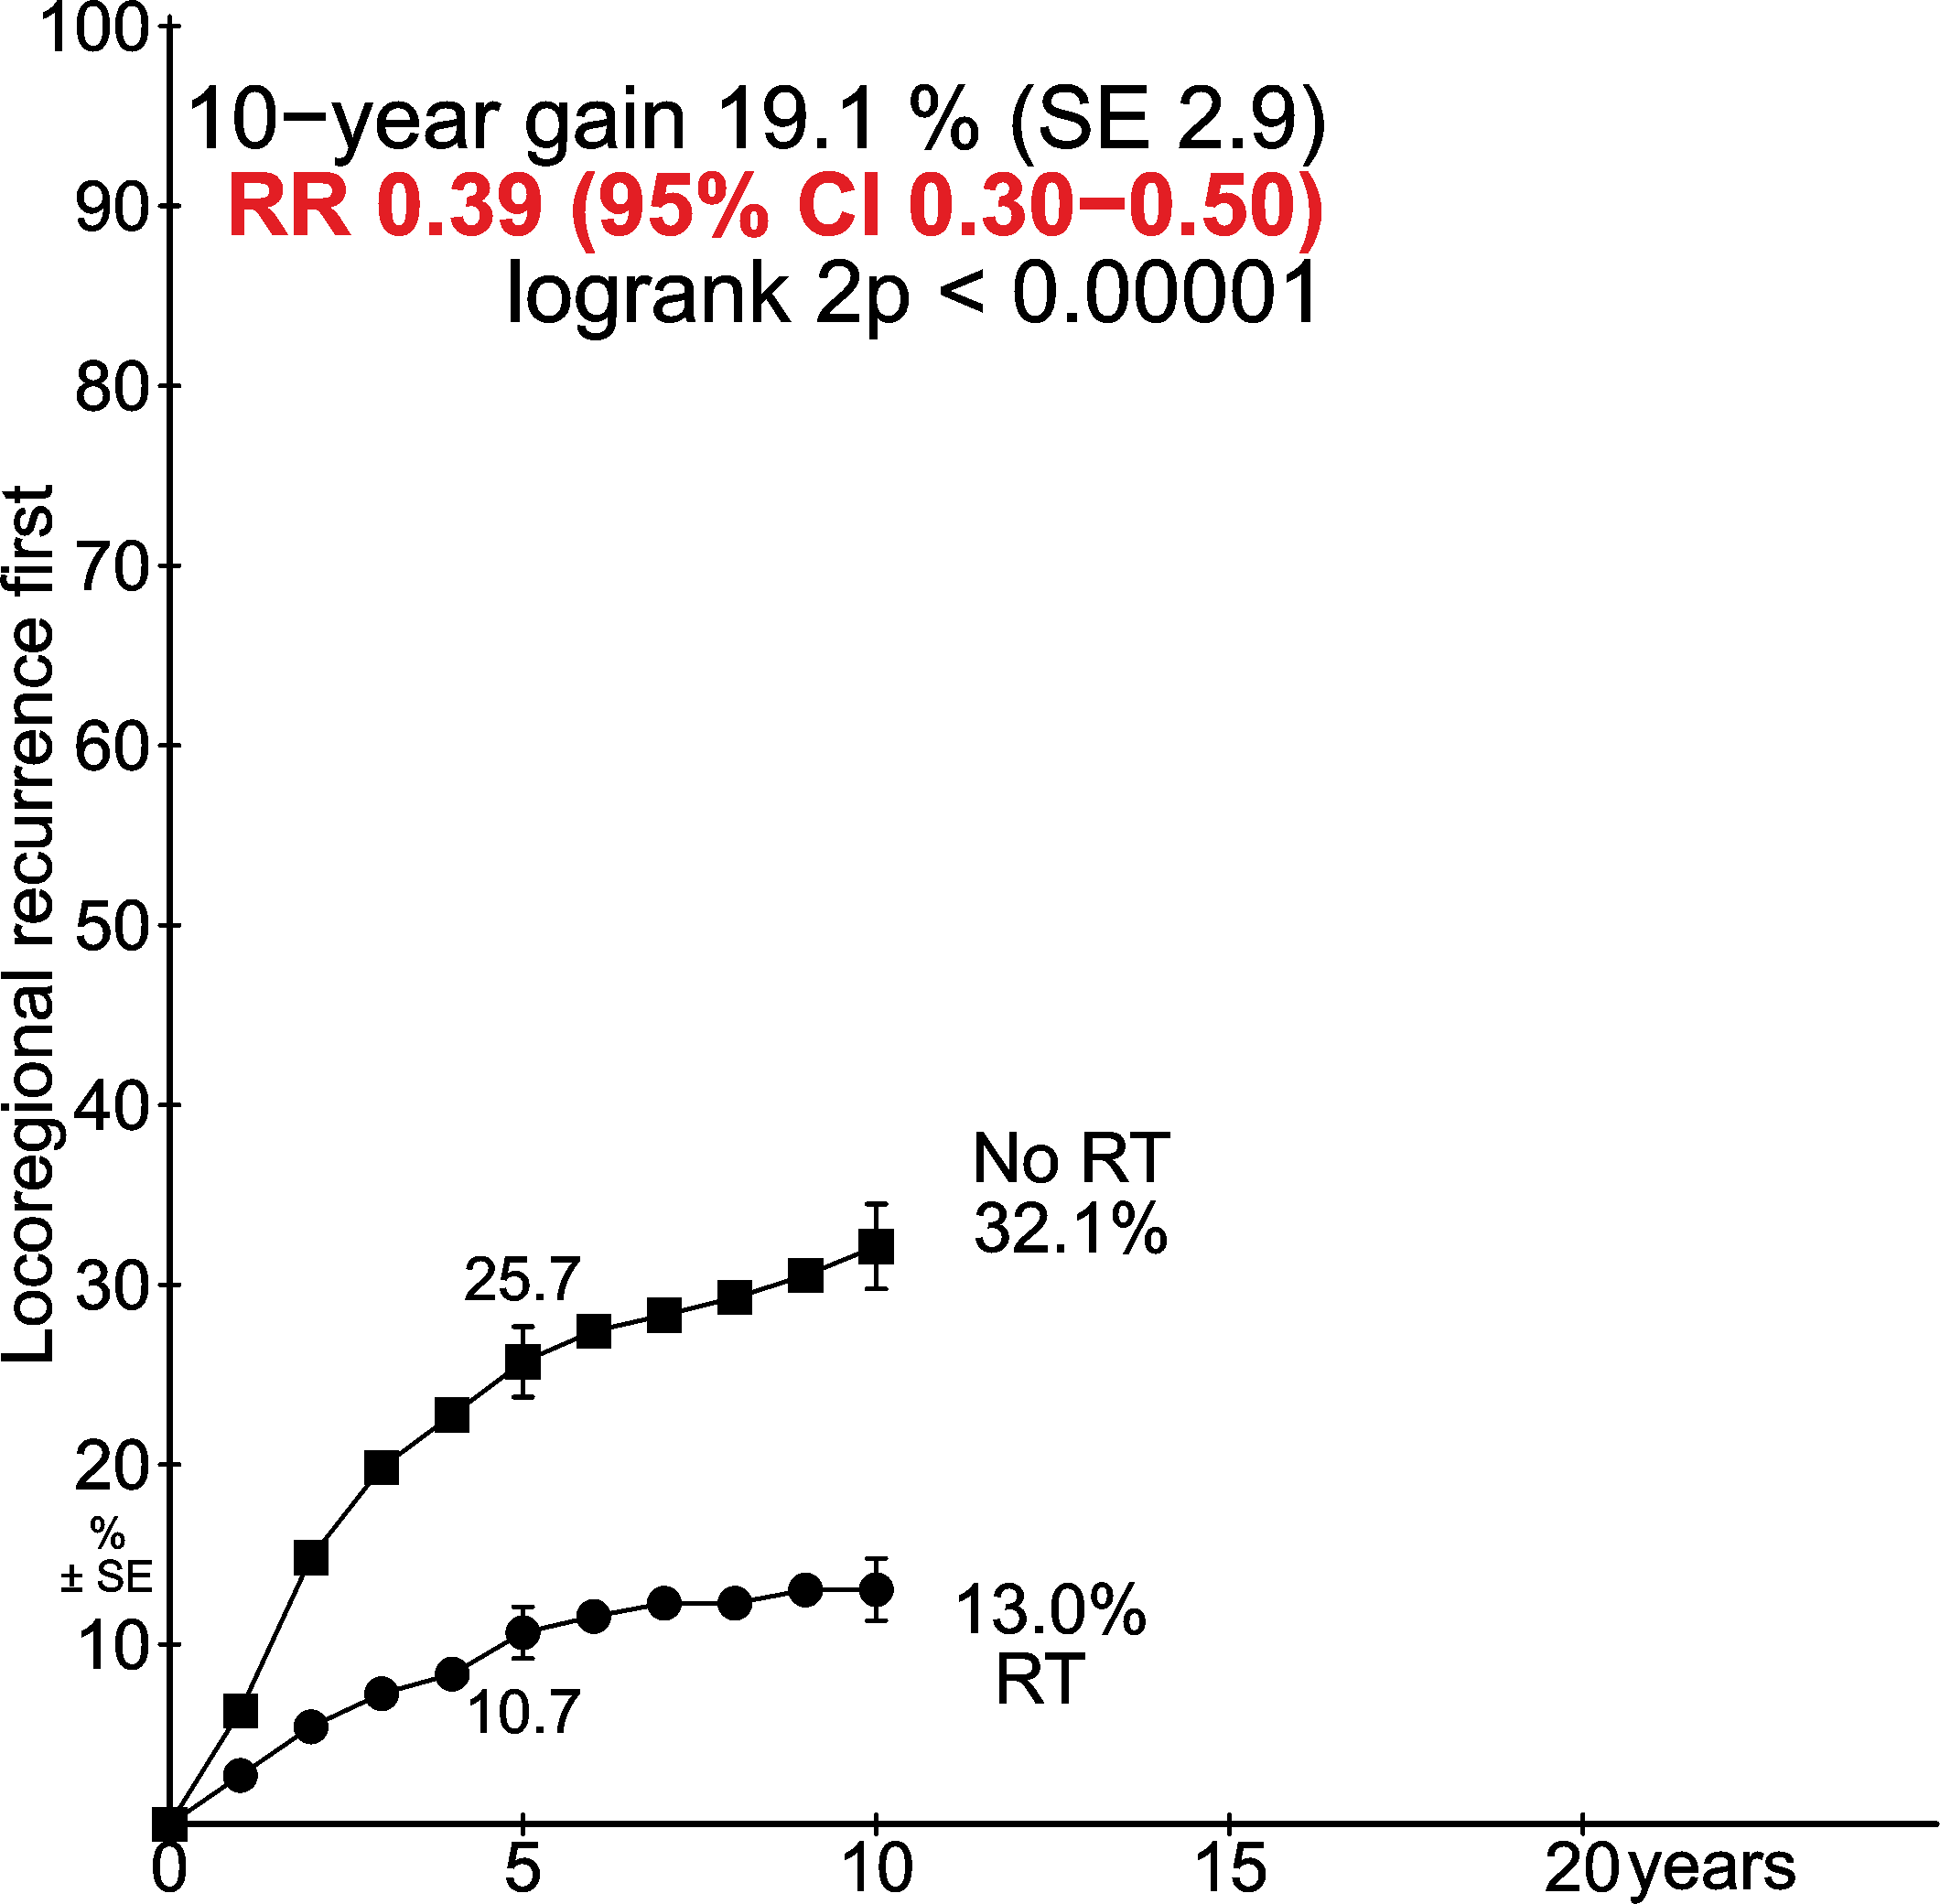 100
10−year gain 19.1 % (SE 2.9)
90
RR 0.39 (95% CI 0.30−0.50)
logrank 2p < 0.00001
80
70
60
50
40
30
20
%
± SE
10
Locoregional recurrence first
No RT
32.1%
25.7
13.0%
RT
10.7
0
5
10
15
20 years